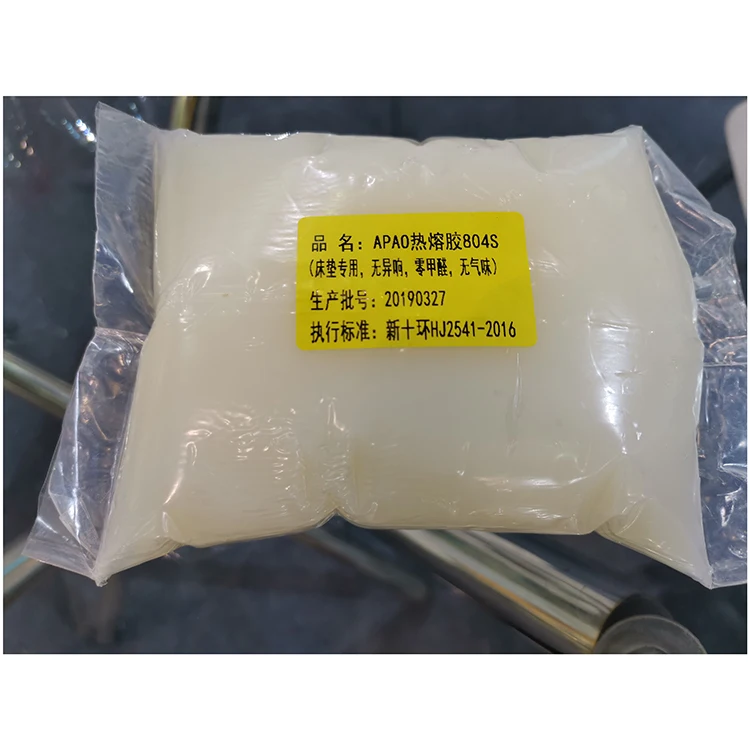 品 名：APAO热熔胶804S
(床垫专用，无异响，零甲醛，无气味)
生产批号：20190327
执行标准：新十环HJ2541-2016